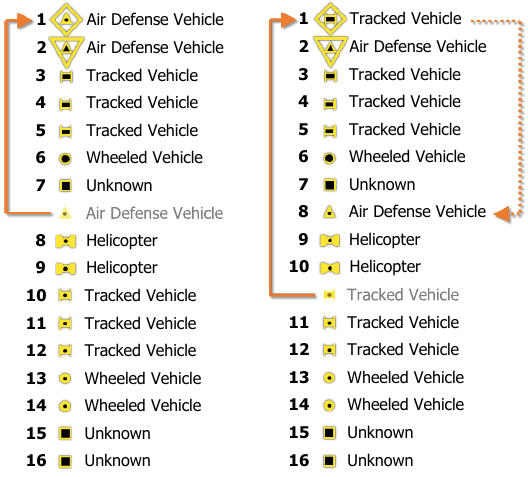 1 Air Defense Vehicle
2 Air Defense Vehicle
3 Tracked Vehicle
4 Tracked Vehicle
5 Tracked Vehicle
6 Wheeled Vehicle
7 Unknown
Air Defense Vehicle
8 Helicopter
9 Helicopter
10 Tracked Vehicle
11 Tracked Vehicle
12 Tracked Vehicle
13 Wheeled Vehicle
14 Wheeled Vehicle
15 Unknown
16 Unknown
1 Tracked Vehicle
2 Air Defense Vehicle
3 Tracked Vehicle
4 Tracked Vehicle
5 Tracked Vehicle
6 Wheeled Vehicle
7 Unknown
8 Air Defense Vehicle
9 Helicopter
10 Helicopter
Tracked Vehicle
11 Tracked Vehicle
12 Tracked Vehicle
13 Wheeled Vehicle
14 Wheeled Vehicle
15 Unknown
16 Unknown